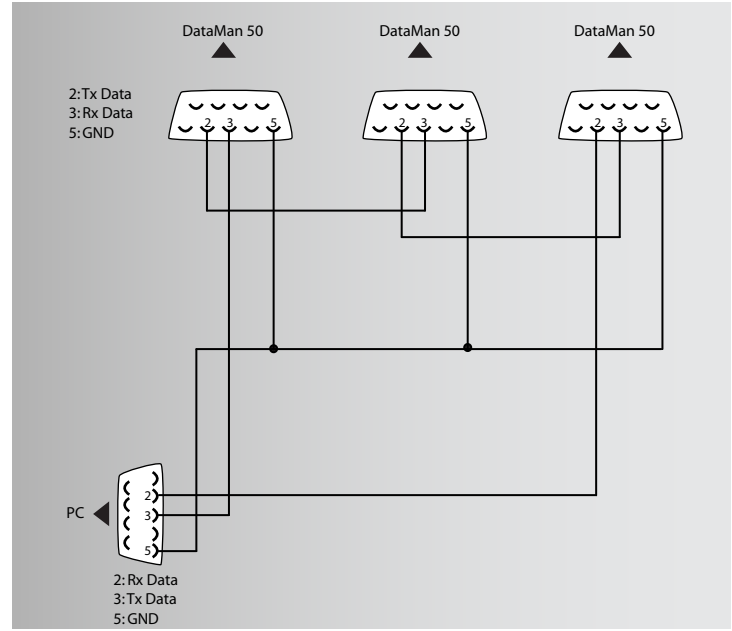 DataMan 50 DataMan 50 DataMan 50
2:Tx Data
3:Rx Data
5:GND
2 3 5 2 3 5 2 3 5
2
PC 3
5
2:Rx Data
3:Tx Data
5:GND